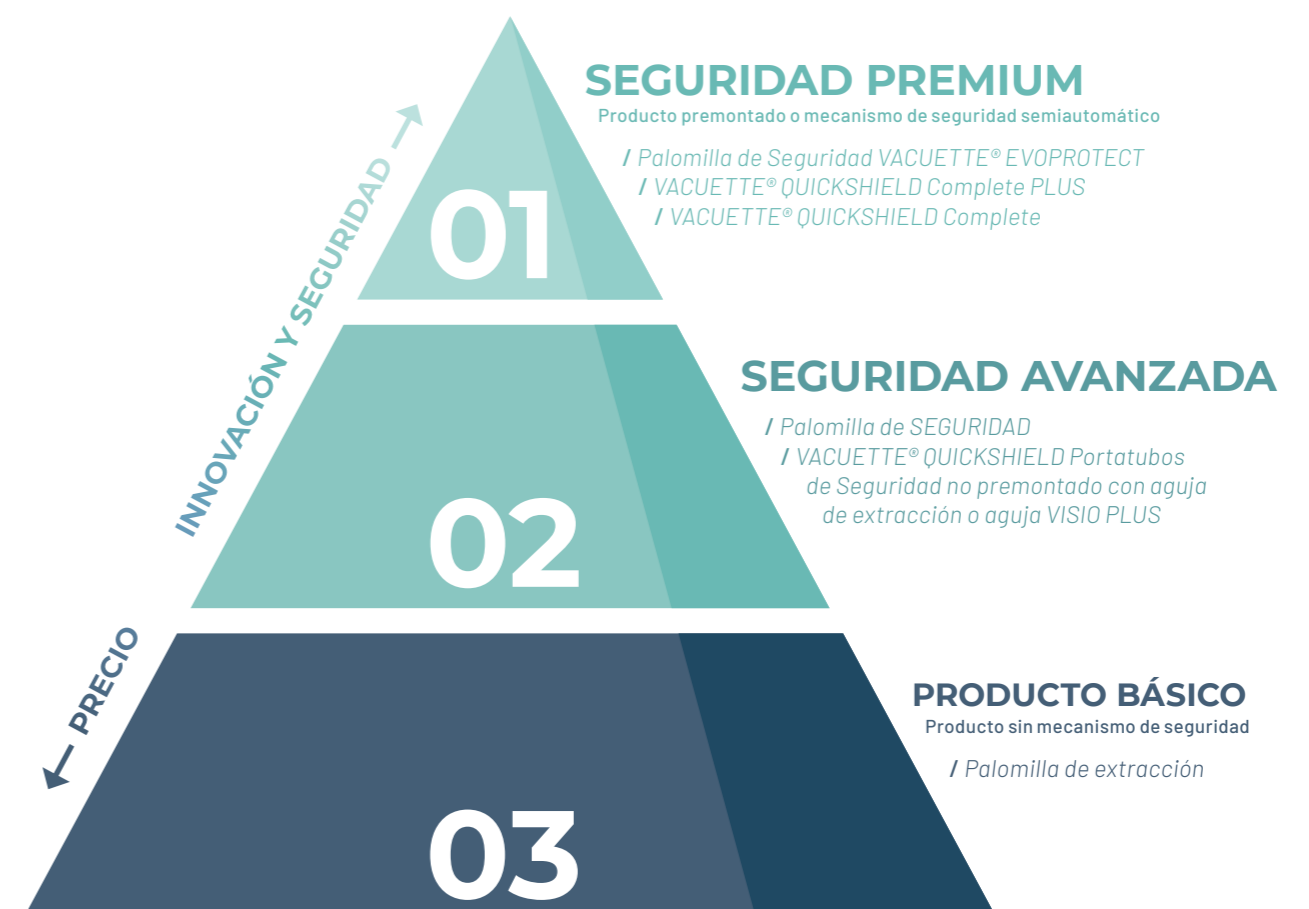 SEGURIDAD PREMIUM
Producto premontado o mecanismo de seguridad semiautomático
/ Palomilla de Seguridad VACUETTE® EVOPROTECT
/ VACUETTE® QUICKSHIELD Complete PLUS
/ VACUETTE® QUICKSHIELD Complete
01
INNOVACIÓN Y SEGURIDAD
SEGURIDAD AVANZADA
/ Palomilla de SEGURIDAD
/ VACUETTE® QUICKSHIELD Portatubos
de Seguridad no premontado con aguja
de extracción o aguja VISIO PLUS
02
PRECIO
PRODUCTO BÁSICO
Producto sin mecanismo de seguridad
/ Palomilla de extracción
03